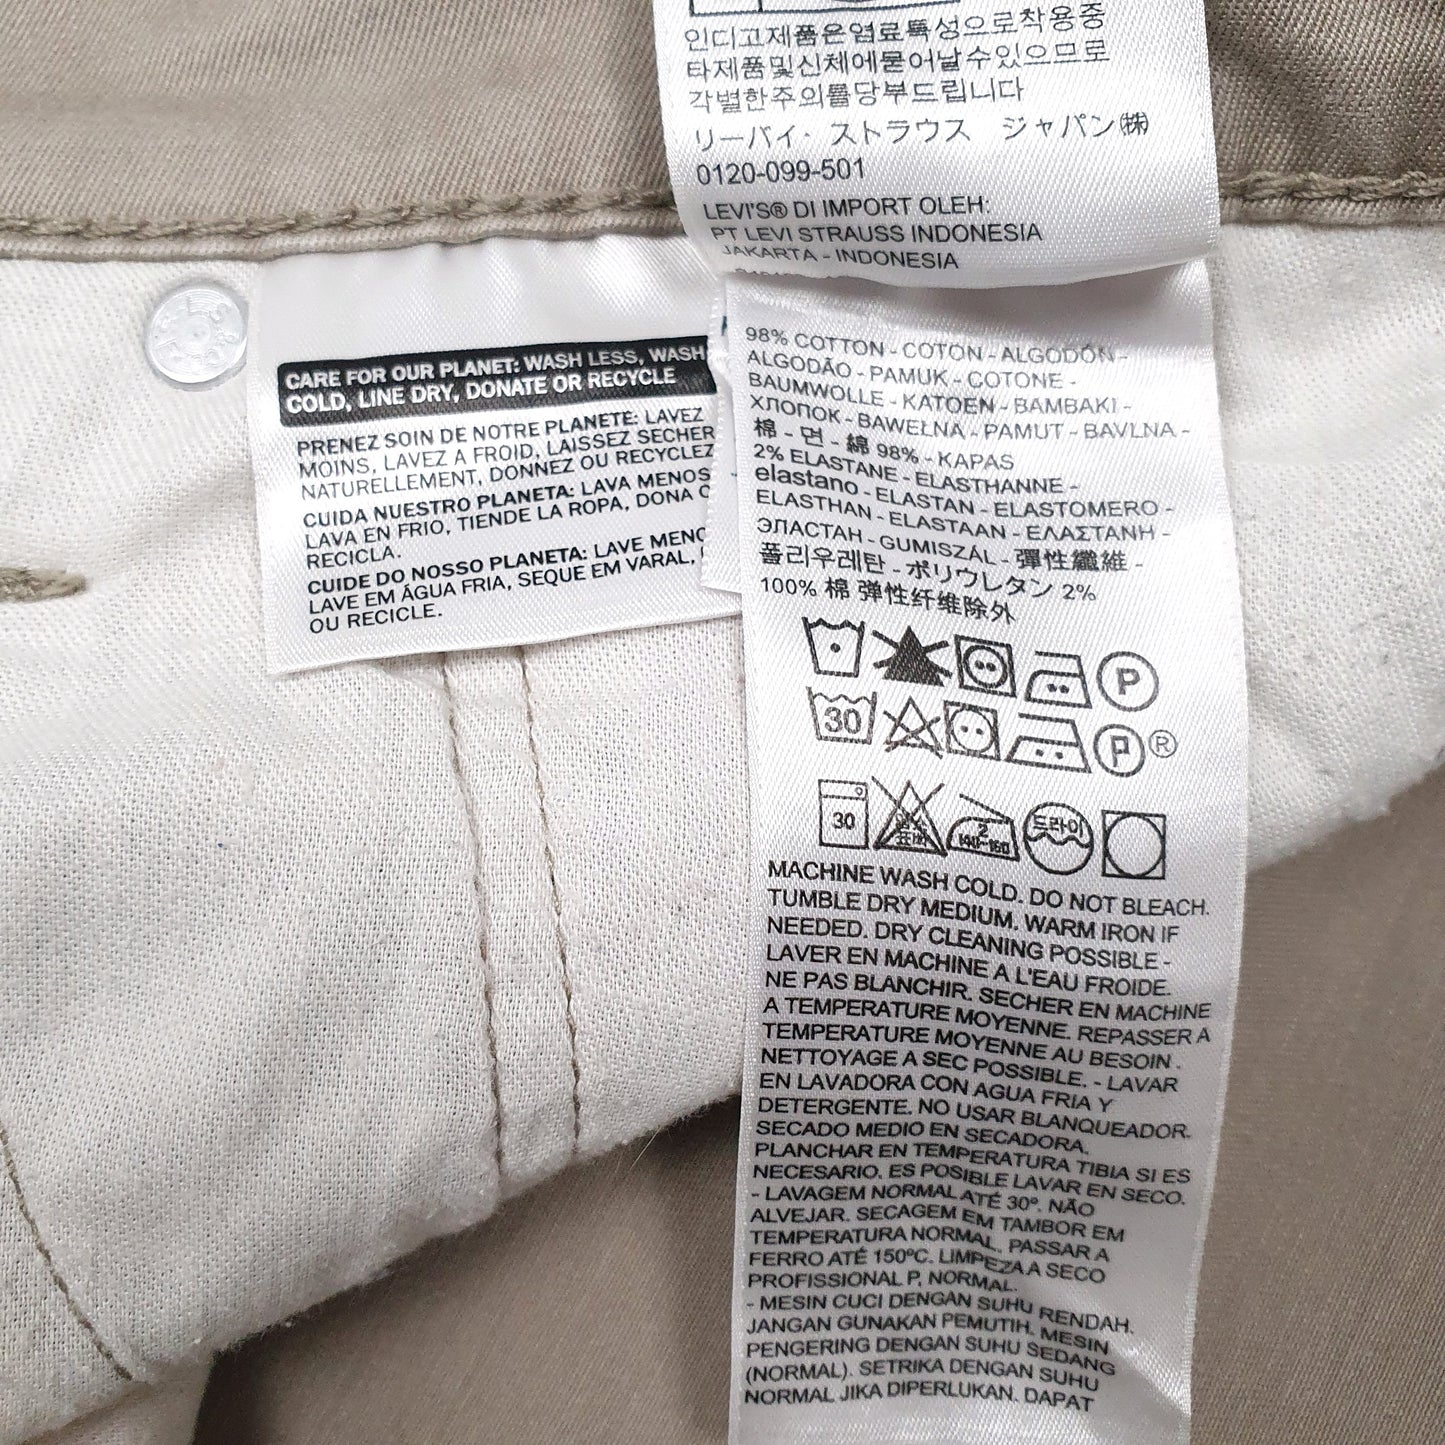 인디고제품은염료특성으로착용중
타제품및신체에묻어날수있으므로
각별한주의를당부드립니다
リーバイ・ストラウス ジャパン㈱
0120-099-501
LEVI'S® DI IMPORT OLEH:
PT LEVI STRAUSS INDONESIA
JAKARTA - INDONESIA
CARE FOR OUR PLANET: WASH LESS, WASH
COLD, LINE DRY, DONATE OR RECYCLE
PRENEZ SOIN DE NOTRE PLANETE: LAVEZ
MOINS, LAVEZ A FROID, LAISSEZ SECHER
NATURELLEMENT, DONNEZ OU RECYCLEZ
CUIDA NUESTRO PLANETA: LAVA MENOS
LAVA EN FRIO, TIENDE LA ROPA, DONA O
RECICLA.
CUIDE DO NOSSO PLANETA: LAVE MENO
LAVE EM ÁGUA FRIA, SEQUE EM VARAL,
OU RECICLE.
98% COTTON - COTON - ALGODÓN -
ALGODÃO - PAMUK - COTONE -
BAUMWOLLE - KATOEN - BAMBAKI -
ХЛОПОК - BAWEŁNA - PAMUT - BAVLNA -
棉 - 면 - 綿 98% - KAPAS
2% ELASTANE - ELASTHANNE -
elastano - ELASTAN - ELASTOMERO -
ELASTHAN - ELASTAAN - ΕΛΑΣΤΑΝΗ -
ЭЛАСТАН - GUMISZÁL - 彈性纖維 -
폴리우레탄 - ポリウレタン 2%
100% 棉 弹性纤维除外
P
30 P ®
30 염소표백 2 140~160 드라이
MACHINE WASH COLD. DO NOT BLEACH.
TUMBLE DRY MEDIUM. WARM IRON IF
NEEDED. DRY CLEANING POSSIBLE -
LAVER EN MACHINE A L'EAU FROIDE.
NE PAS BLANCHIR. SECHER EN MACHINE
A TEMPERATURE MOYENNE. REPASSER A
TEMPERATURE MOYENNE AU BESOIN .
NETTOYAGE A SEC POSSIBLE. - LAVAR
EN LAVADORA CON AGUA FRIA Y
DETERGENTE. NO USAR BLANQUEADOR.
SECADO MEDIO EN SECADORA.
PLANCHAR EN TEMPERATURA TIBIA SI ES
NECESARIO. ES POSIBLE LAVAR EN SECO.
- LAVAGEM NORMAL ATÉ 30º. NÃO
ALVEJAR. SECAGEM EM TAMBOR EM
TEMPERATURA NORMAL. PASSAR A
FERRO ATÉ 150ºC. LIMPEZA A SECO
PROFISSIONAL P, NORMAL.
- MESIN CUCI DENGAN SUHU RENDAH.
JANGAN GUNAKAN PEMUTIH. MESIN
PENGERING DENGAN SUHU SEDANG
(NORMAL). SETRIKA DENGAN SUHU
NORMAL JIKA DIPERLUKAN. DAPAT